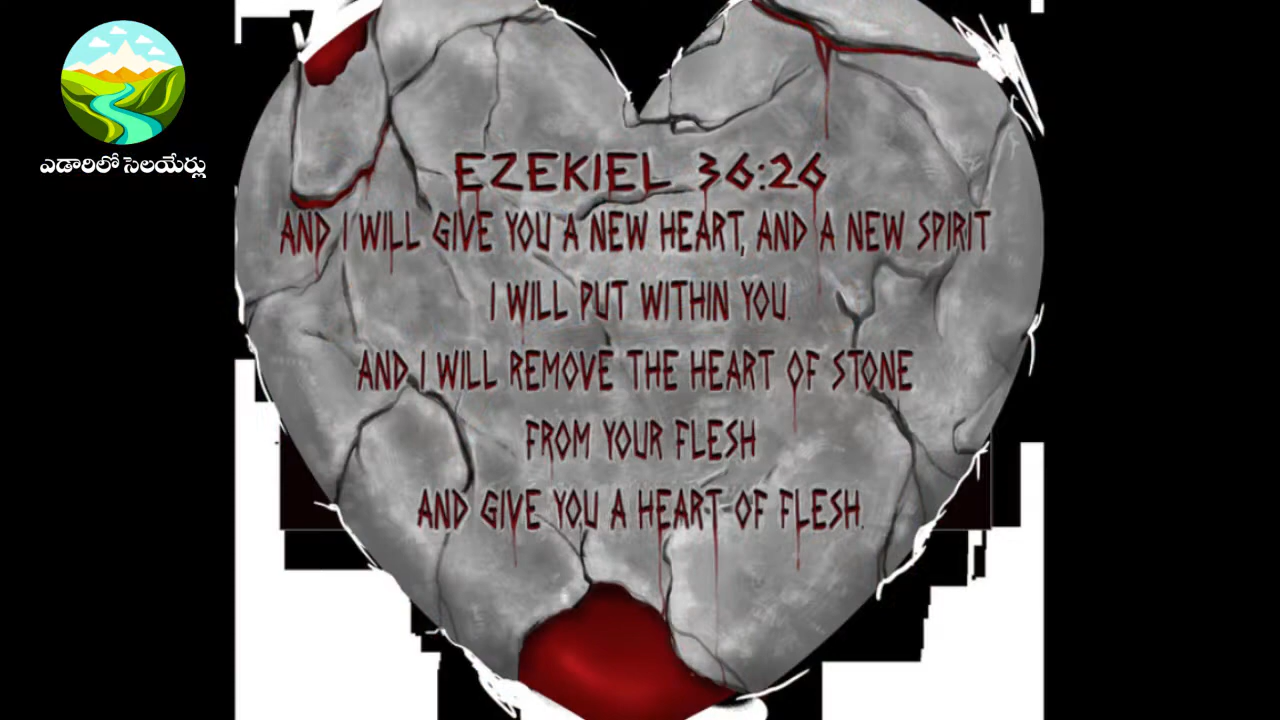 ఎడారిలో సెలయేర్లు
EZEKIEL 36:26
AND I WILL GIVE YOU A NEW HEART, AND A NEW SPIRIT
I WILL PUT WITHIN YOU.
AND I WILL REMOVE THE HEART OF STONE
FROM YOUR FLESH
AND GIVE YOU A HEART OF FLESH.